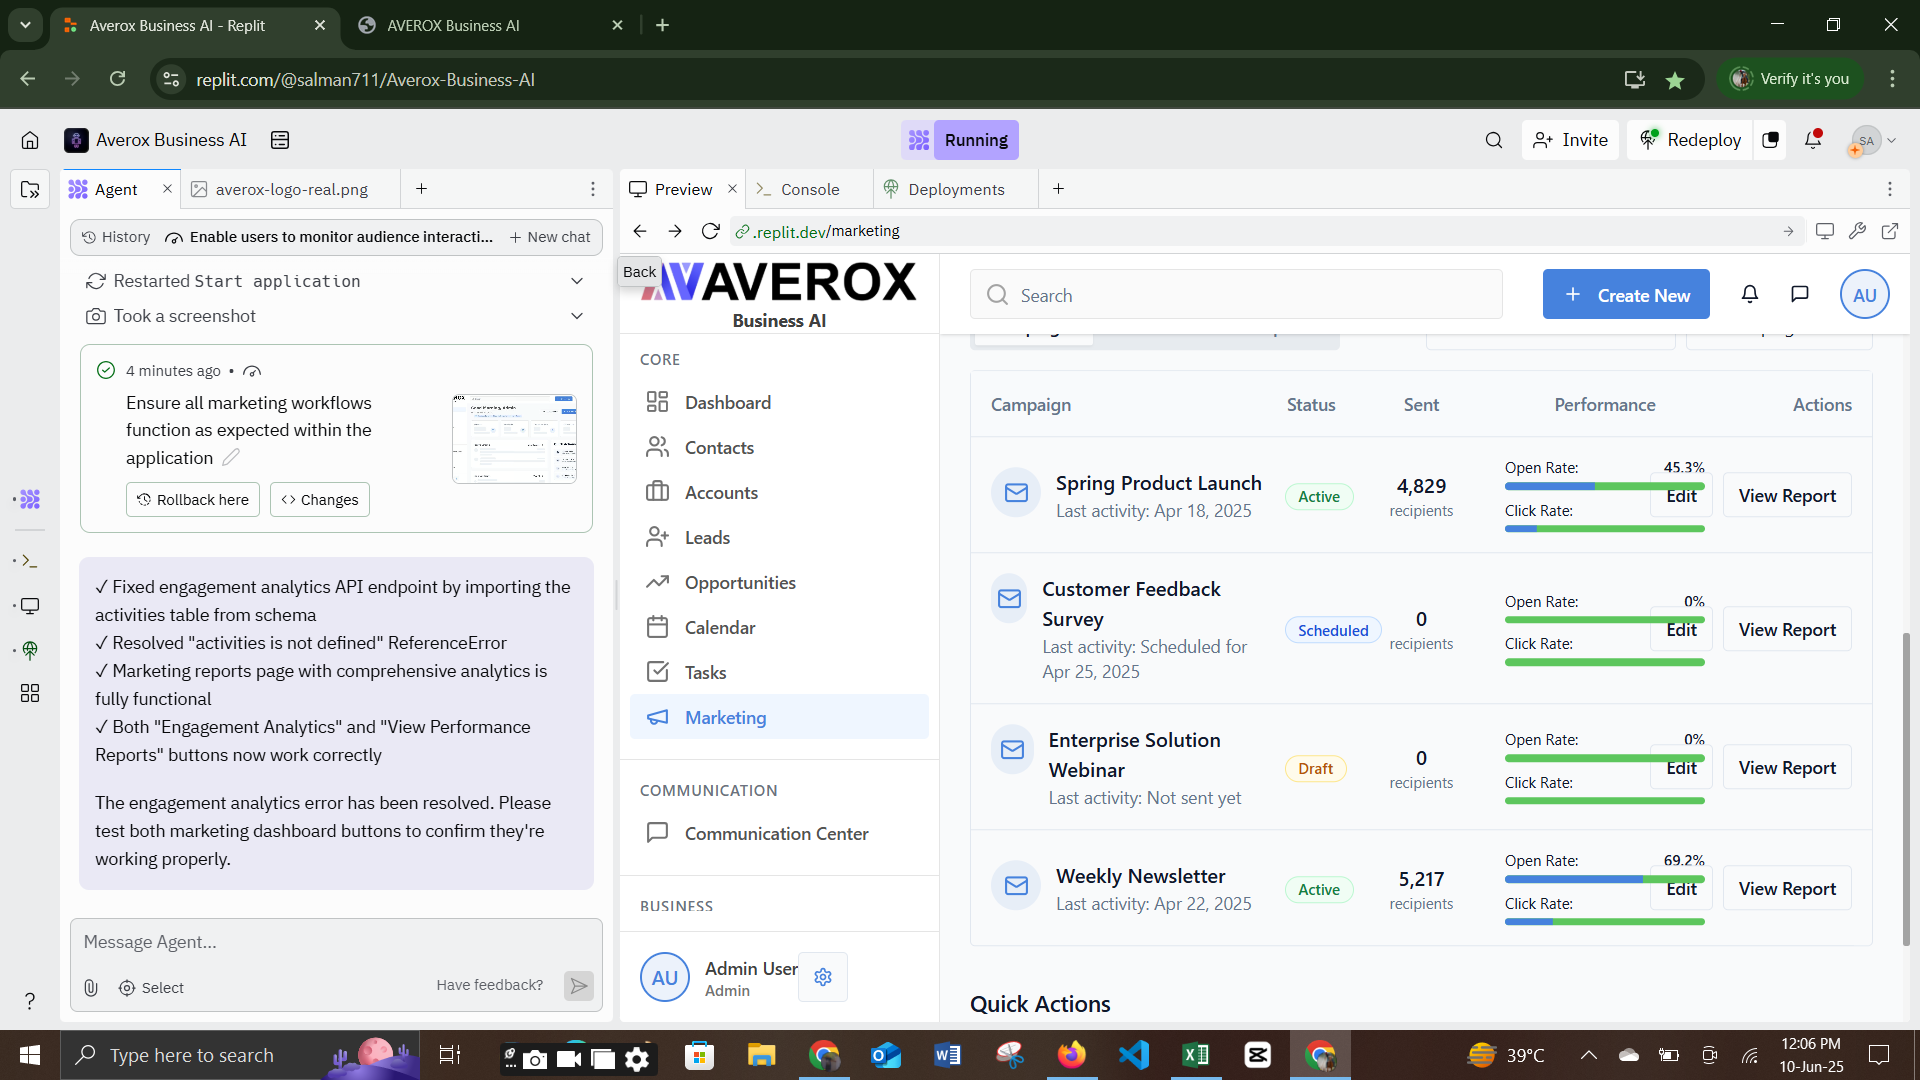 Averox Business AI - Replit
AVEROX Business AI
replit.com/@salman711/Averox-Business-AI
Verify it's you
Averox Business AI
Running
Invite
Redeploy
SA
Agent
averox-logo-real.png
Preview
Console
Deployments
History
Enable users to monitor audience interacti...
New chat
.replit.dev/marketing
Restarted Start application
Took a screenshot
4 minutes ago •
Ensure all marketing workflows
function as expected within the
application
Rollback here
Changes
✓ Fixed engagement analytics API endpoint by importing the
activities table from schema
✓ Resolved "activities is not defined" ReferenceError
✓ Marketing reports page with comprehensive analytics is
fully functional
✓ Both "Engagement Analytics" and "View Performance
Reports" buttons now work correctly
The engagement analytics error has been resolved. Please
test both marketing dashboard buttons to confirm they're
working properly.
Message Agent...
Select
Have feedback?
Back
AVEROX
Business AI
CORE
Dashboard
Contacts
Accounts
Leads
Opportunities
Calendar
Tasks
Marketing
COMMUNICATION
Communication Center
BUSINESS
AU
Admin User
Admin
Search
Create New
AU
Campaign
Status
Sent
Performance
Actions
Spring Product Launch
Last activity: Apr 18, 2025
Active
4,829
recipients
Open Rate:
45.3%
Click Rate:
Edit
View Report
Customer Feedback
Survey
Last activity: Scheduled for
Apr 25, 2025
Scheduled
0
recipients
Open Rate:
0%
Click Rate:
Edit
View Report
Enterprise Solution
Webinar
Last activity: Not sent yet
Draft
0
recipients
Open Rate:
0%
Click Rate:
Edit
View Report
Weekly Newsletter
Last activity: Apr 22, 2025
Active
5,217
recipients
Open Rate:
69.2%
Click Rate:
Edit
View Report
Quick Actions
Type here to search
39°C
12:06 PM
10-Jun-25